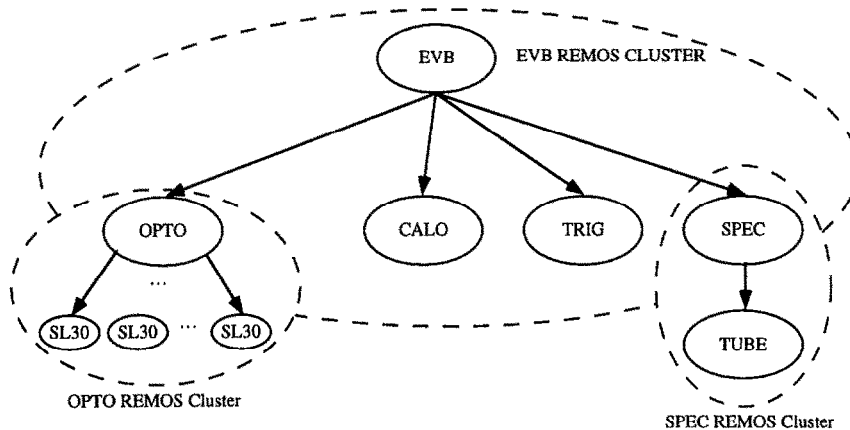 EVB
EVB REMOS CLUSTER
OPTO
CALO
TRIG
SPEC
...
SL30
SL30
...
SL30
TUBE
OPTO REMOS Cluster
SPEC REMOS Cluster